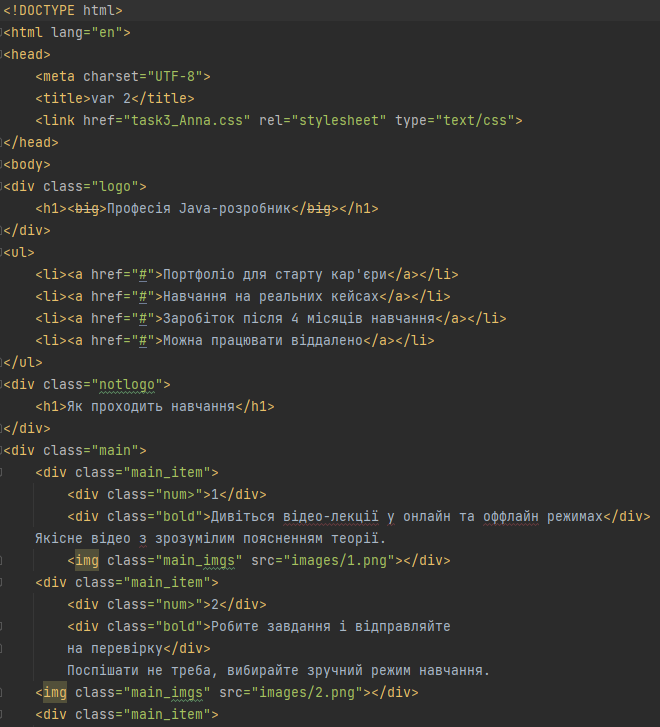 <!DOCTYPE html>
<html lang="en">
<head>
    <meta charset="UTF-8">
    <title>var 2</title>
    <link href="task3_Anna.css" rel="stylesheet" type="text/css">
</head>
<body>
<div class="logo">
    <h1><big>Професія Java-розробник</big></h1>
</div>
<ul>
    <li><a href="#">Портфоліо для старту кар'єри</a></li>
    <li><a href="#">Навчання на реальних кейсах</a></li>
    <li><a href="#">Заробіток після 4 місяців навчання</a></li>
    <li><a href="#">Можна працювати віддалено</a></li>
</ul>
<div class="notlogo">
    <h1>Як проходить навчання</h1>
</div>
<div class="main">
    <div class="main_item">
        <div class="num">1</div>
        <div class="bold">Дивіться відео-лекції у онлайн та оффлайн режимах</div>
    Якісне відео з зрозумілим поясненням теорії.
        <img class="main_imgs" src="images/1.png"></div>
    <div class="main_item">
        <div class="num">2</div>
        <div class="bold">Робите завдання і відправляйте
        на перевірку</div>
        Поспішати не треба, вибирайте зручний режим навчання.
    <img class="main_imgs" src="images/2.png"></div>
    <div class="main_item">